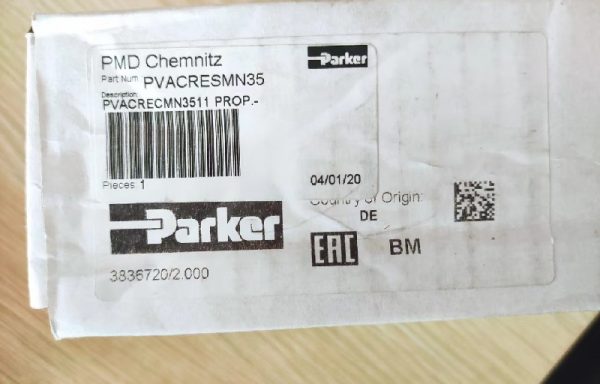 PMD Chemnitz
Parker
Part Num PVACRESMN35
Description:
PVACRECMN3511 PROP.-
Pieces: 1
04/01/20
Country of Origin:
DE
Parker
EAC BM
3836720/2.000